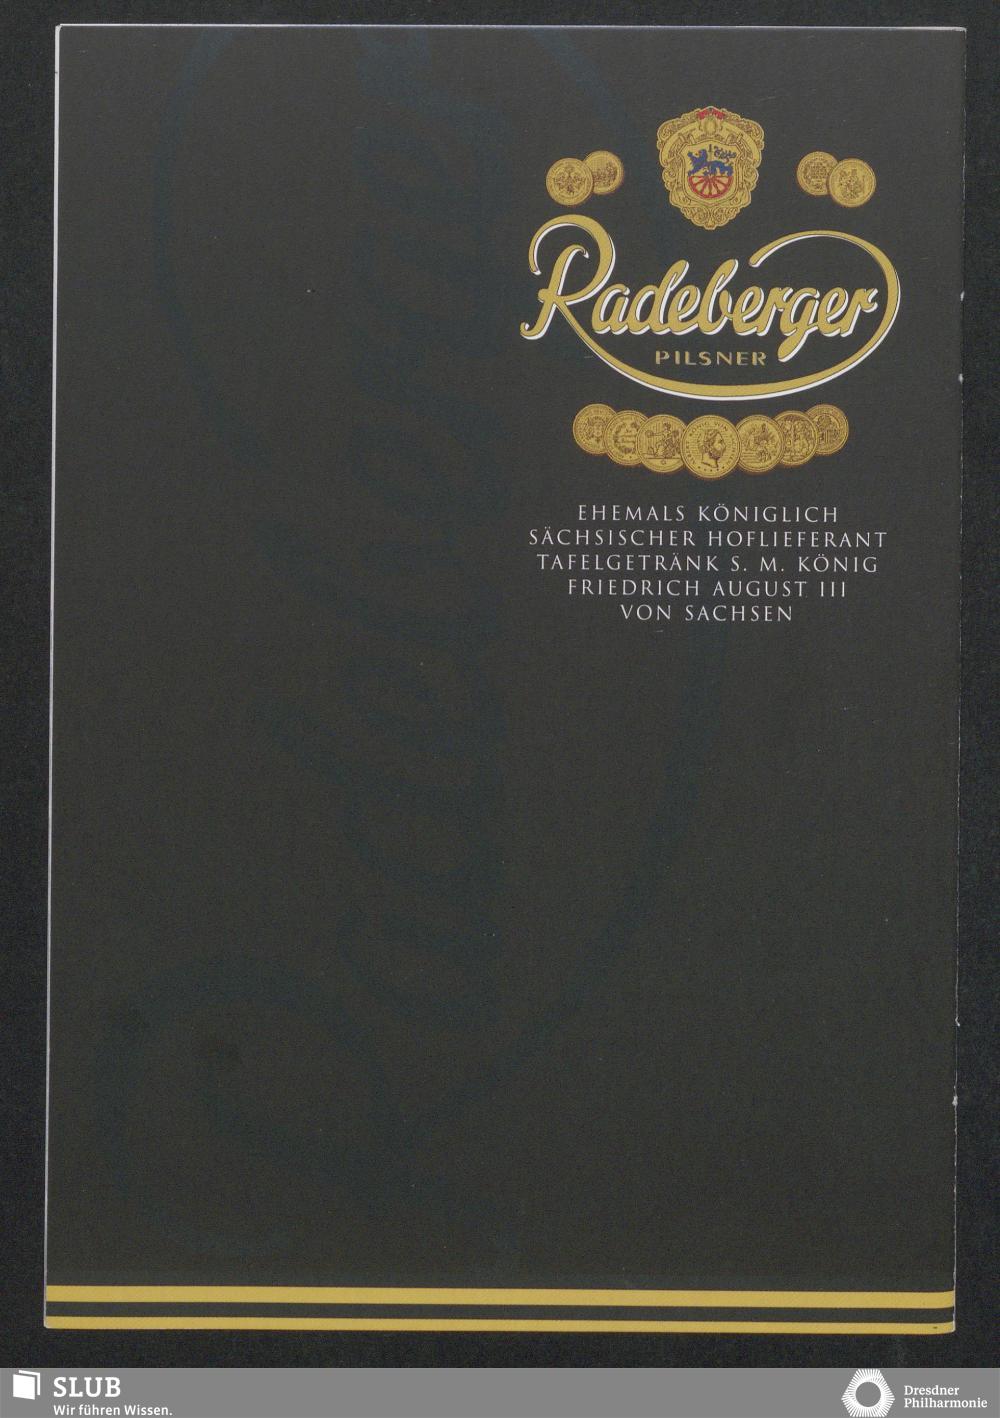 Radeberger
PILSNER
EHEMALS KÖNIGLICH
SÄCHSISCHER HOFLIEFERANT
TAFELGETRÄNK S. M. KÖNIG
FRIEDRICH AUGUST III
VON SACHSEN
SLUB
Wir führen Wissen.
Dresdner
Philharmonie